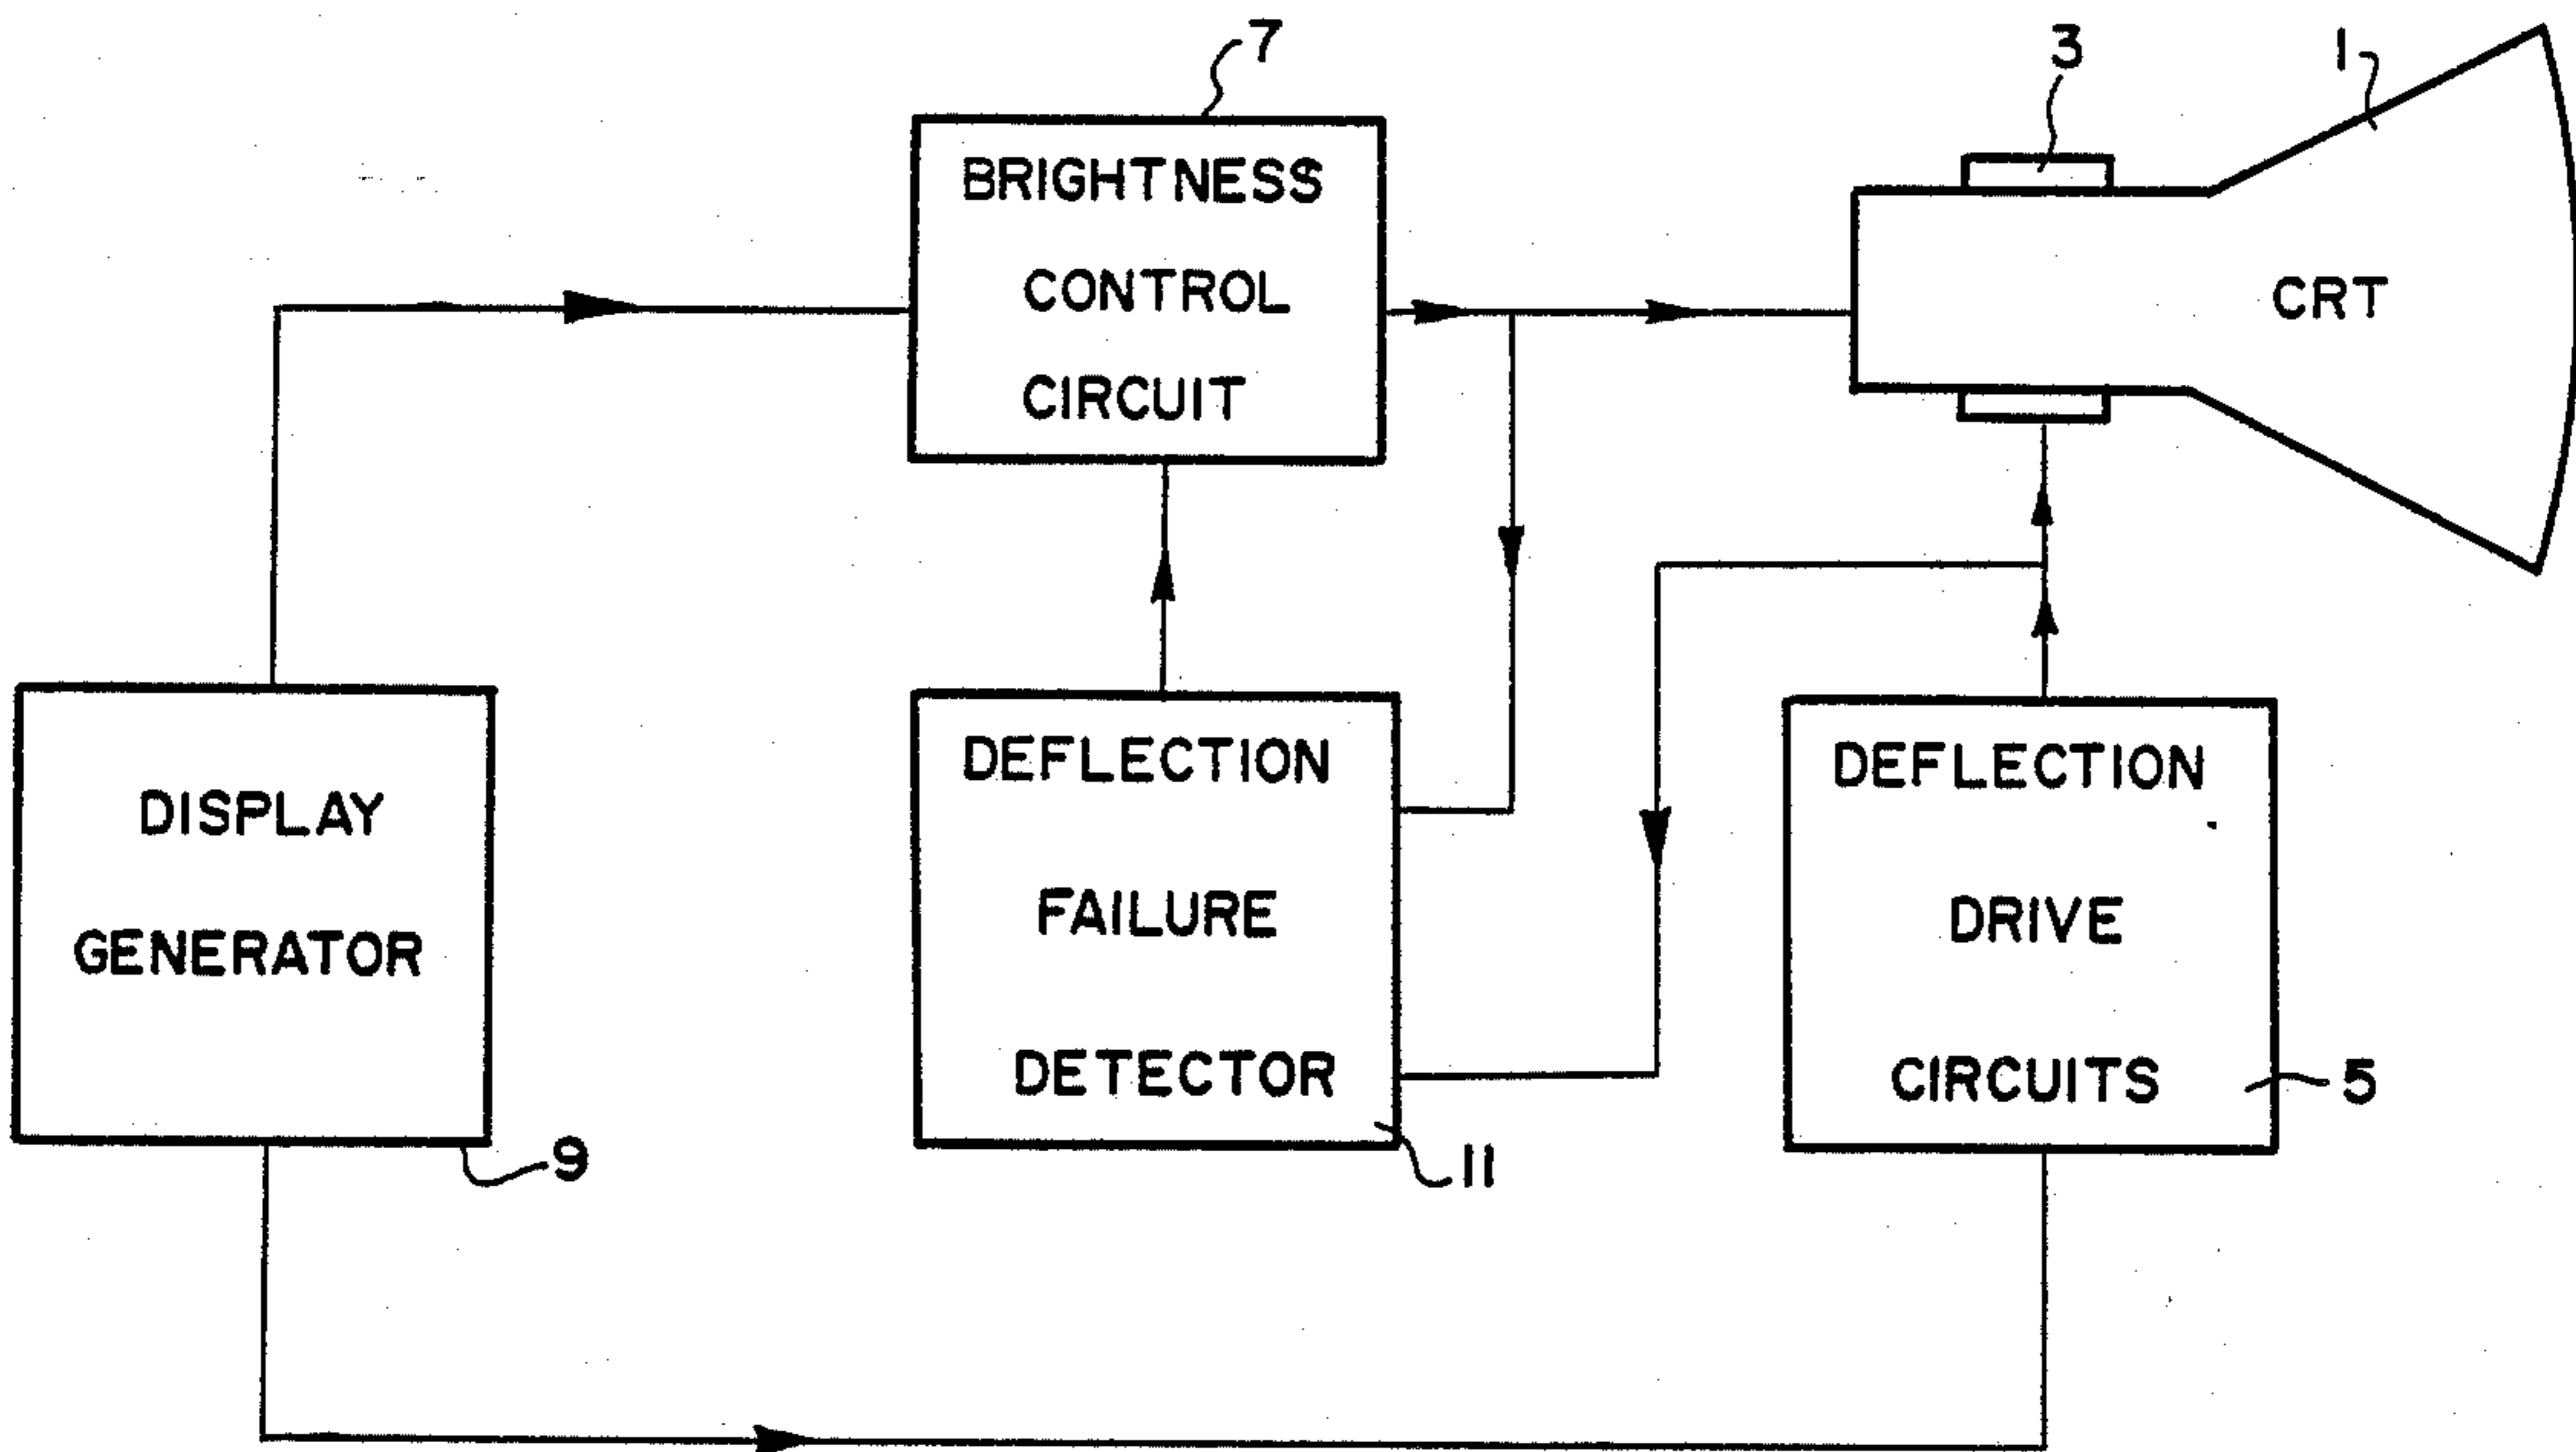 7
3
1
BRIGHTNESS
CONTROL
CIRCUIT
CRT
DISPLAY
GENERATOR
9
DEFLECTION
FAILURE
DETECTOR
11
DEFLECTION
DRIVE
CIRCUITS
5